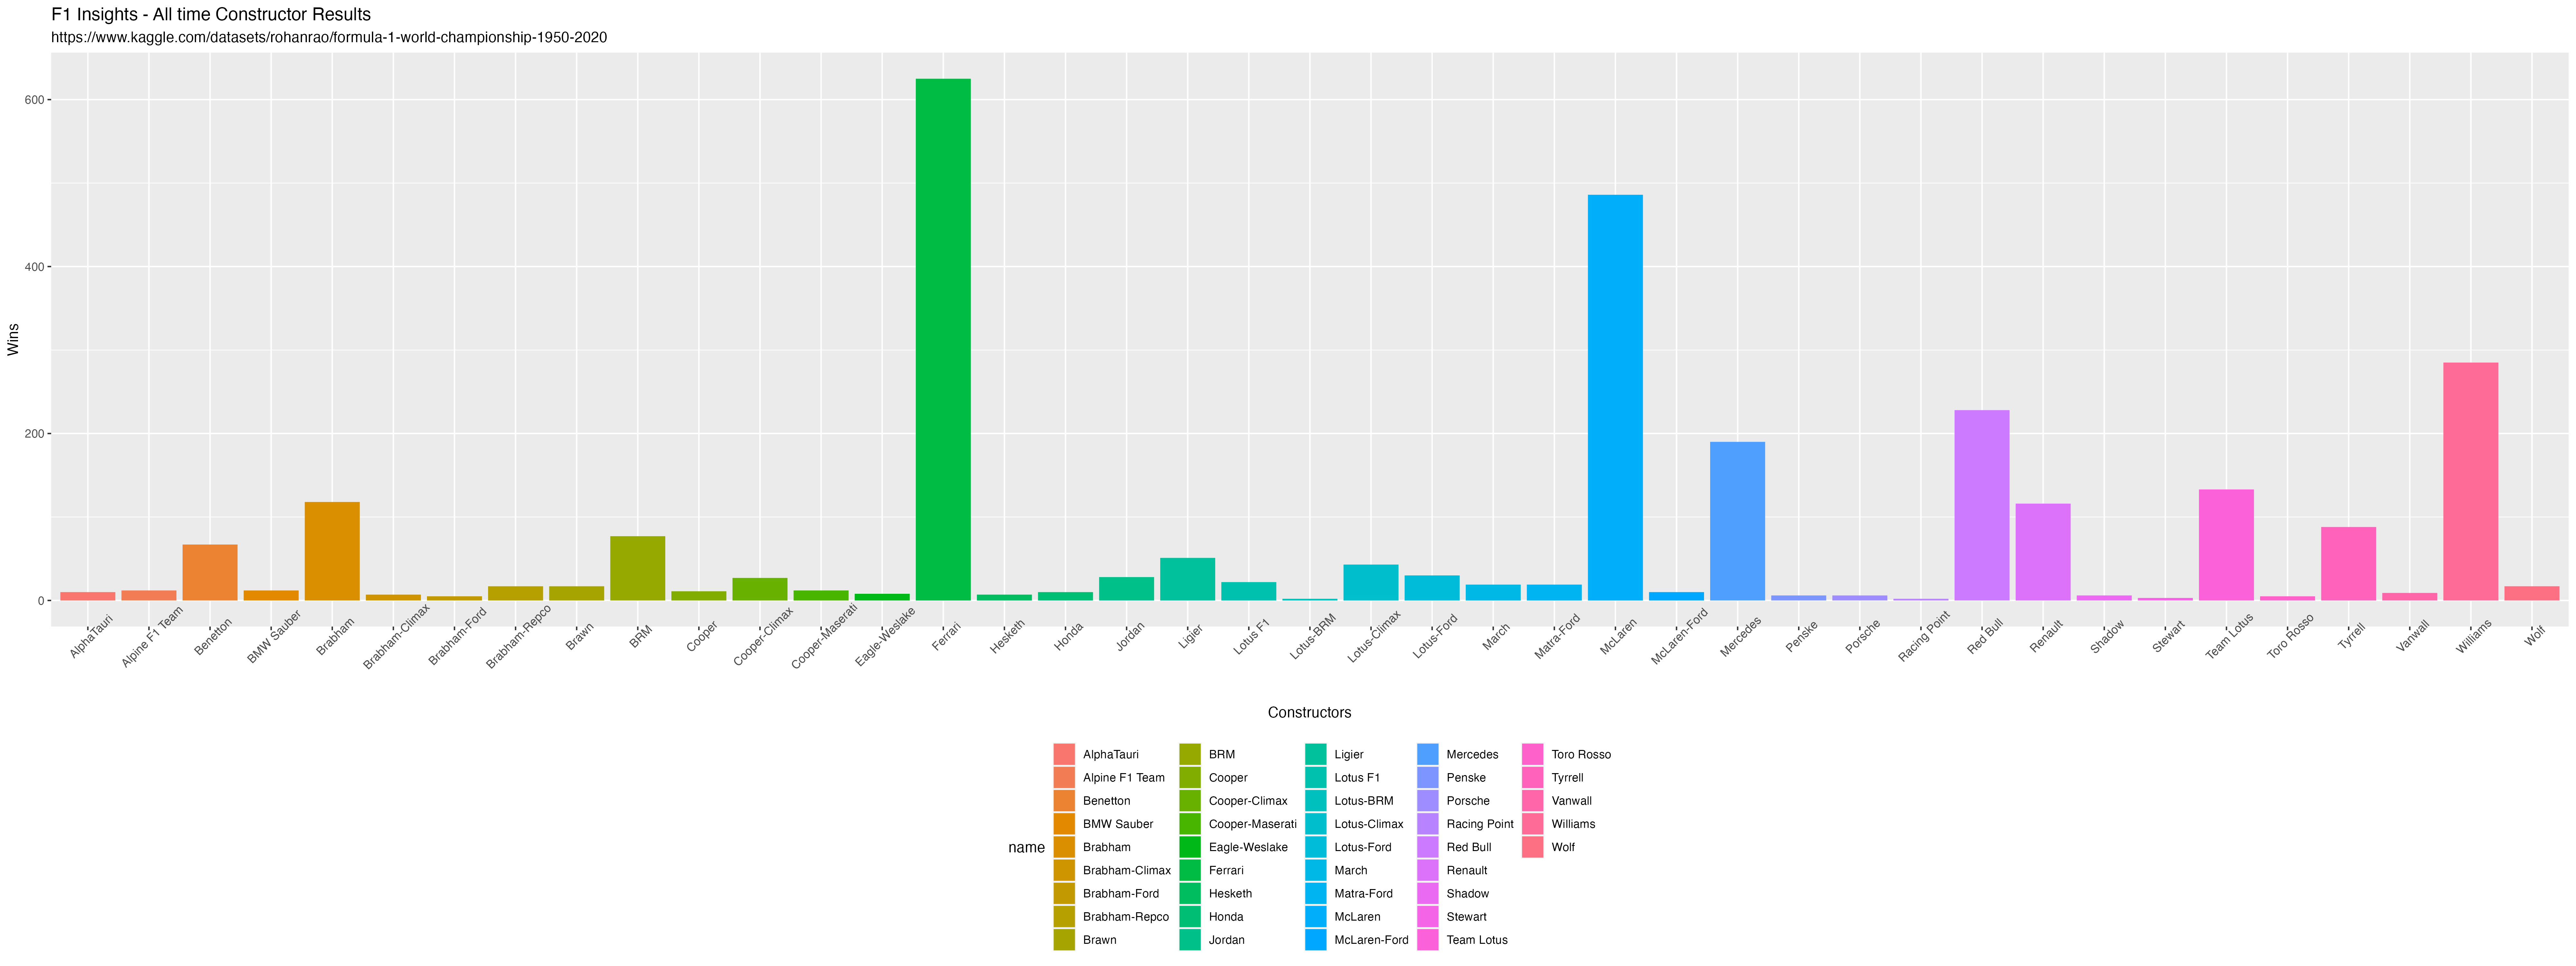 F1 Insights - All time Constructor Results
https://www.kaggle.com/datasets/rohanrao/formula-1-world-championship-1950-2020
Wins
600
400
200
0
AlphaTauri
Alpine F1 Team
Benetton
BMW Sauber
Brabham
Brabham-Climax
Brabham-Ford
Brabham-Repco
Brawn
BRM
Cooper
Cooper-Climax
Cooper-Maserati
Eagle-Weslake
Ferrari
Hesketh
Honda
Jordan
Ligier
Lotus F1
Lotus-BRM
Lotus-Climax
Lotus-Ford
March
Matra-Ford
McLaren
McLaren-Ford
Mercedes
Penske
Porsche
Racing Point
Red Bull
Renault
Shadow
Stewart
Team Lotus
Toro Rosso
Tyrrell
Vanwall
Williams
Wolf
Constructors
name
AlphaTauri
Alpine F1 Team
Benetton
BMW Sauber
Brabham
Brabham-Climax
Brabham-Ford
Brabham-Repco
Brawn
BRM
Cooper
Cooper-Climax
Cooper-Maserati
Eagle-Weslake
Ferrari
Hesketh
Honda
Jordan
Ligier
Lotus F1
Lotus-BRM
Lotus-Climax
Lotus-Ford
March
Matra-Ford
McLaren
McLaren-Ford
Mercedes
Penske
Porsche
Racing Point
Red Bull
Renault
Shadow
Stewart
Team Lotus
Toro Rosso
Tyrrell
Vanwall
Williams
Wolf